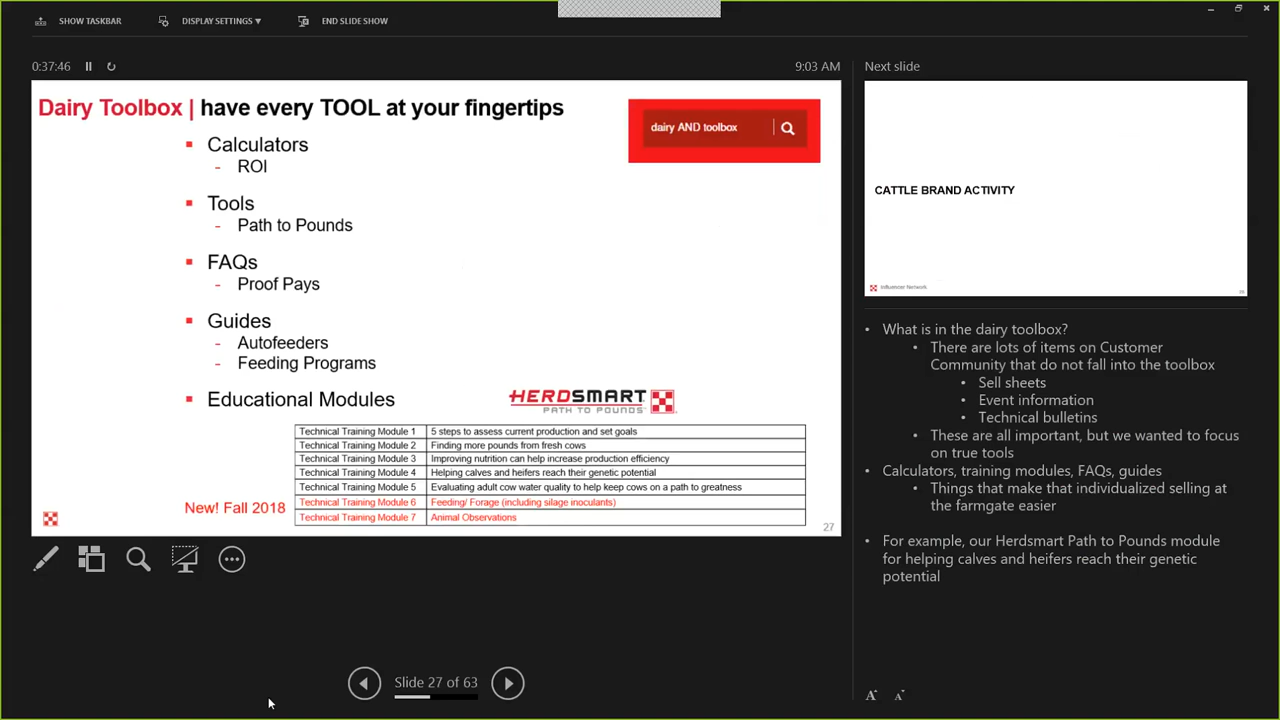 SHOW TASKBAR
DISPLAY SETTINGS ▾
END SLIDE SHOW
0:37:46
9:03 AM
Dairy Toolbox | have every TOOL at your fingertips
dairy AND toolbox
▪ Calculators
- ROI
▪ Tools
- Path to Pounds
▪ FAQs
- Proof Pays
▪ Guides
- Autofeeders
- Feeding Programs
▪ Educational Modules
HERDSMART
PATH TO POUNDS
Technical Training Module 1 5 steps to assess current production and set goals
Technical Training Module 2 Finding more pounds from fresh cows
Technical Training Module 3 Improving nutrition can help increase production efficiency
Technical Training Module 4 Helping calves and heifers reach their genetic potential
Technical Training Module 5 Evaluating adult cow water quality to help keep cows on a path to greatness
New! Fall 2018
Technical Training Module 6 Feeding/ Forage (including silage inoculants)
Technical Training Module 7 Animal Observations
27
Slide 27 of 63
Next slide
CATTLE BRAND ACTIVITY
Influencer Network
• What is in the dairy toolbox?
• There are lots of items on Customer
Community that do not fall into the toolbox
• Sell sheets
• Event information
• Technical bulletins
• These are all important, but we wanted to focus
on true tools
• Calculators, training modules, FAQs, guides
• Things that make that individualized selling at
the farmgate easier
• For example, our Herdsmart Path to Pounds module
for helping calves and heifers reach their genetic
potential
A A